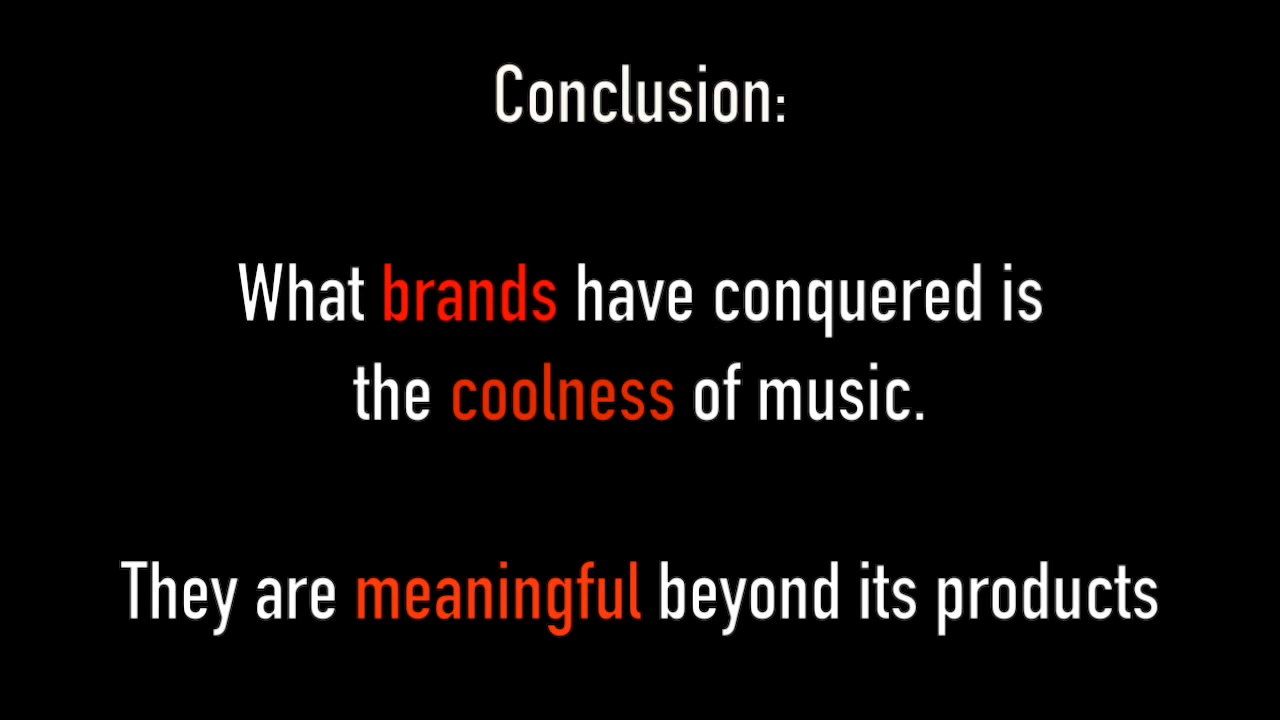 Conclusion:
What brands have conquered is
the coolness of music.
They are meaningful beyond its products